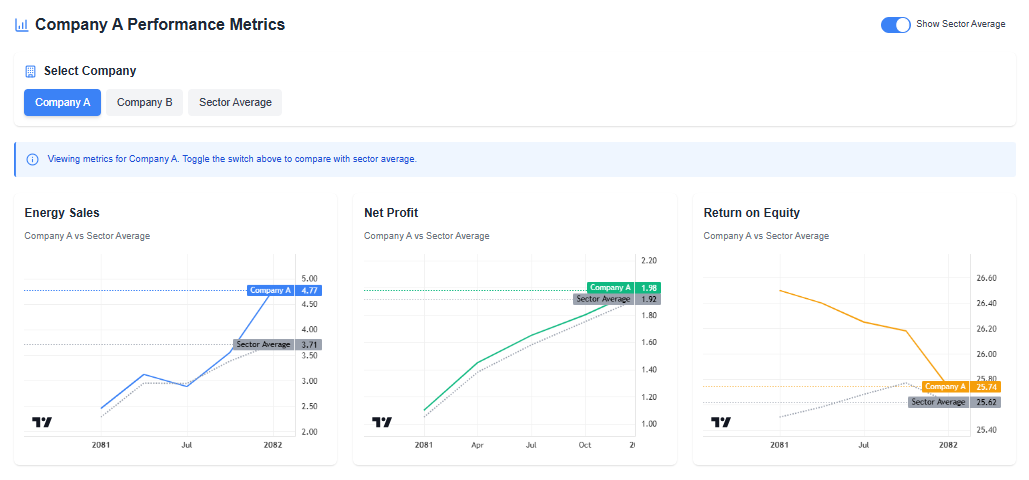 Company A Performance Metrics
Show Sector Average
Select Company
Company A
Company B
Sector Average
Viewing metrics for Company A. Toggle the switch above to compare with sector average.
Energy Sales
Company A vs Sector Average
5.00
Company A 4.77
4.50
4.00
Sector Average 3.71
3.50
3.00
2.50
2.00
2081 Jul 2082
Net Profit
Company A vs Sector Average
2.20
Company A 1.98
Sector Average 1.92
1.80
1.60
1.40
1.20
1.00
2081 Apr Jul Oct
Return on Equity
Company A vs Sector Average
26.60
26.40
26.20
26.00
25.80
Company A 25.74
Sector Average 25.62
25.40
2081 Jul 2082